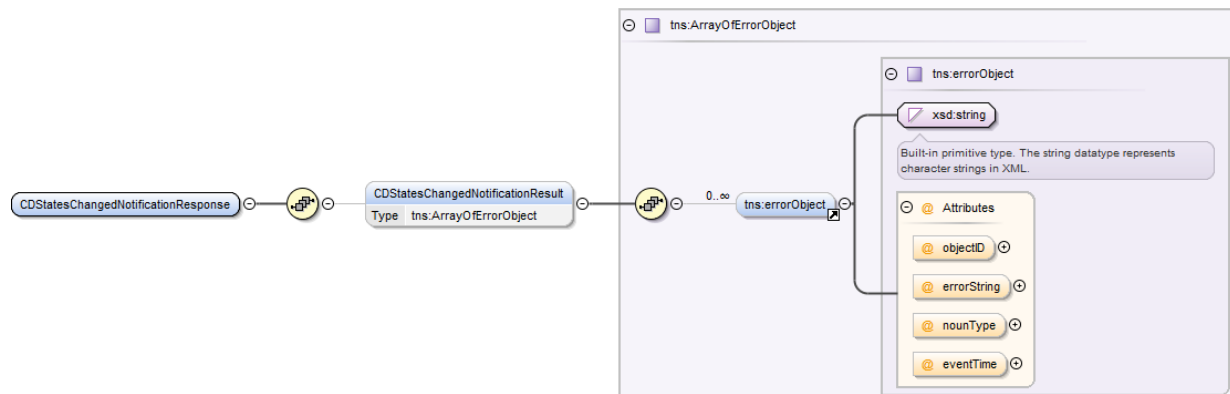 tns:ArrayOfErrorObject
tns:errorObject
xsd:string
Built-in primitive type. The string datatype represents
character strings in XML.
CDStatesChangedNotificationResponse
CDStatesChangedNotificationResult
Type tns:ArrayOfErrorObject
0..∞
tns:errorObject
@ Attributes
@ objectID
@ errorString
@ nounType
@ eventTime